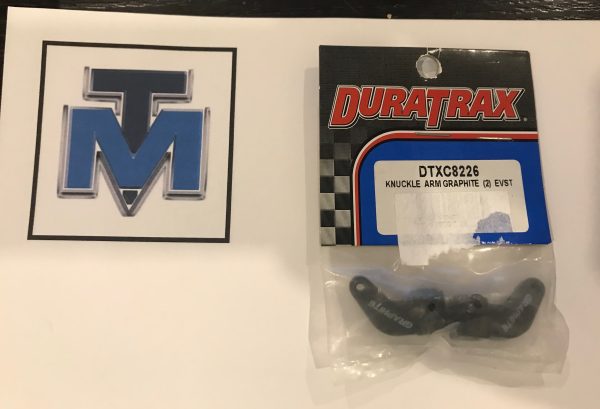 TM
DURATRAX®
DTXC8226
KNUCKLE ARM GRAPHITE (2) EVST
GRAPHITE
GRAPHITE